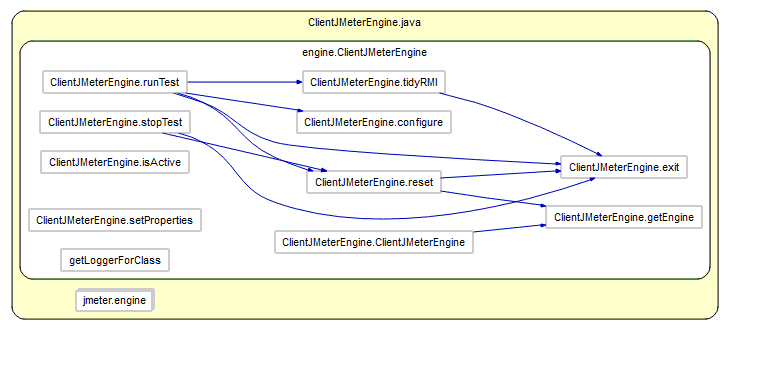 ClientJMeterEngine.java
engine.ClientJMeterEngine
ClientJMeterEngine.runTest
ClientJMeterEngine.tidyRMI
ClientJMeterEngine.stopTest
ClientJMeterEngine.configure
ClientJMeterEngine.isActive
ClientJMeterEngine.exit
ClientJMeterEngine.reset
ClientJMeterEngine.setProperties
ClientJMeterEngine.getEngine
ClientJMeterEngine.ClientJMeterEngine
getLoggerForClass
jmeter.engine